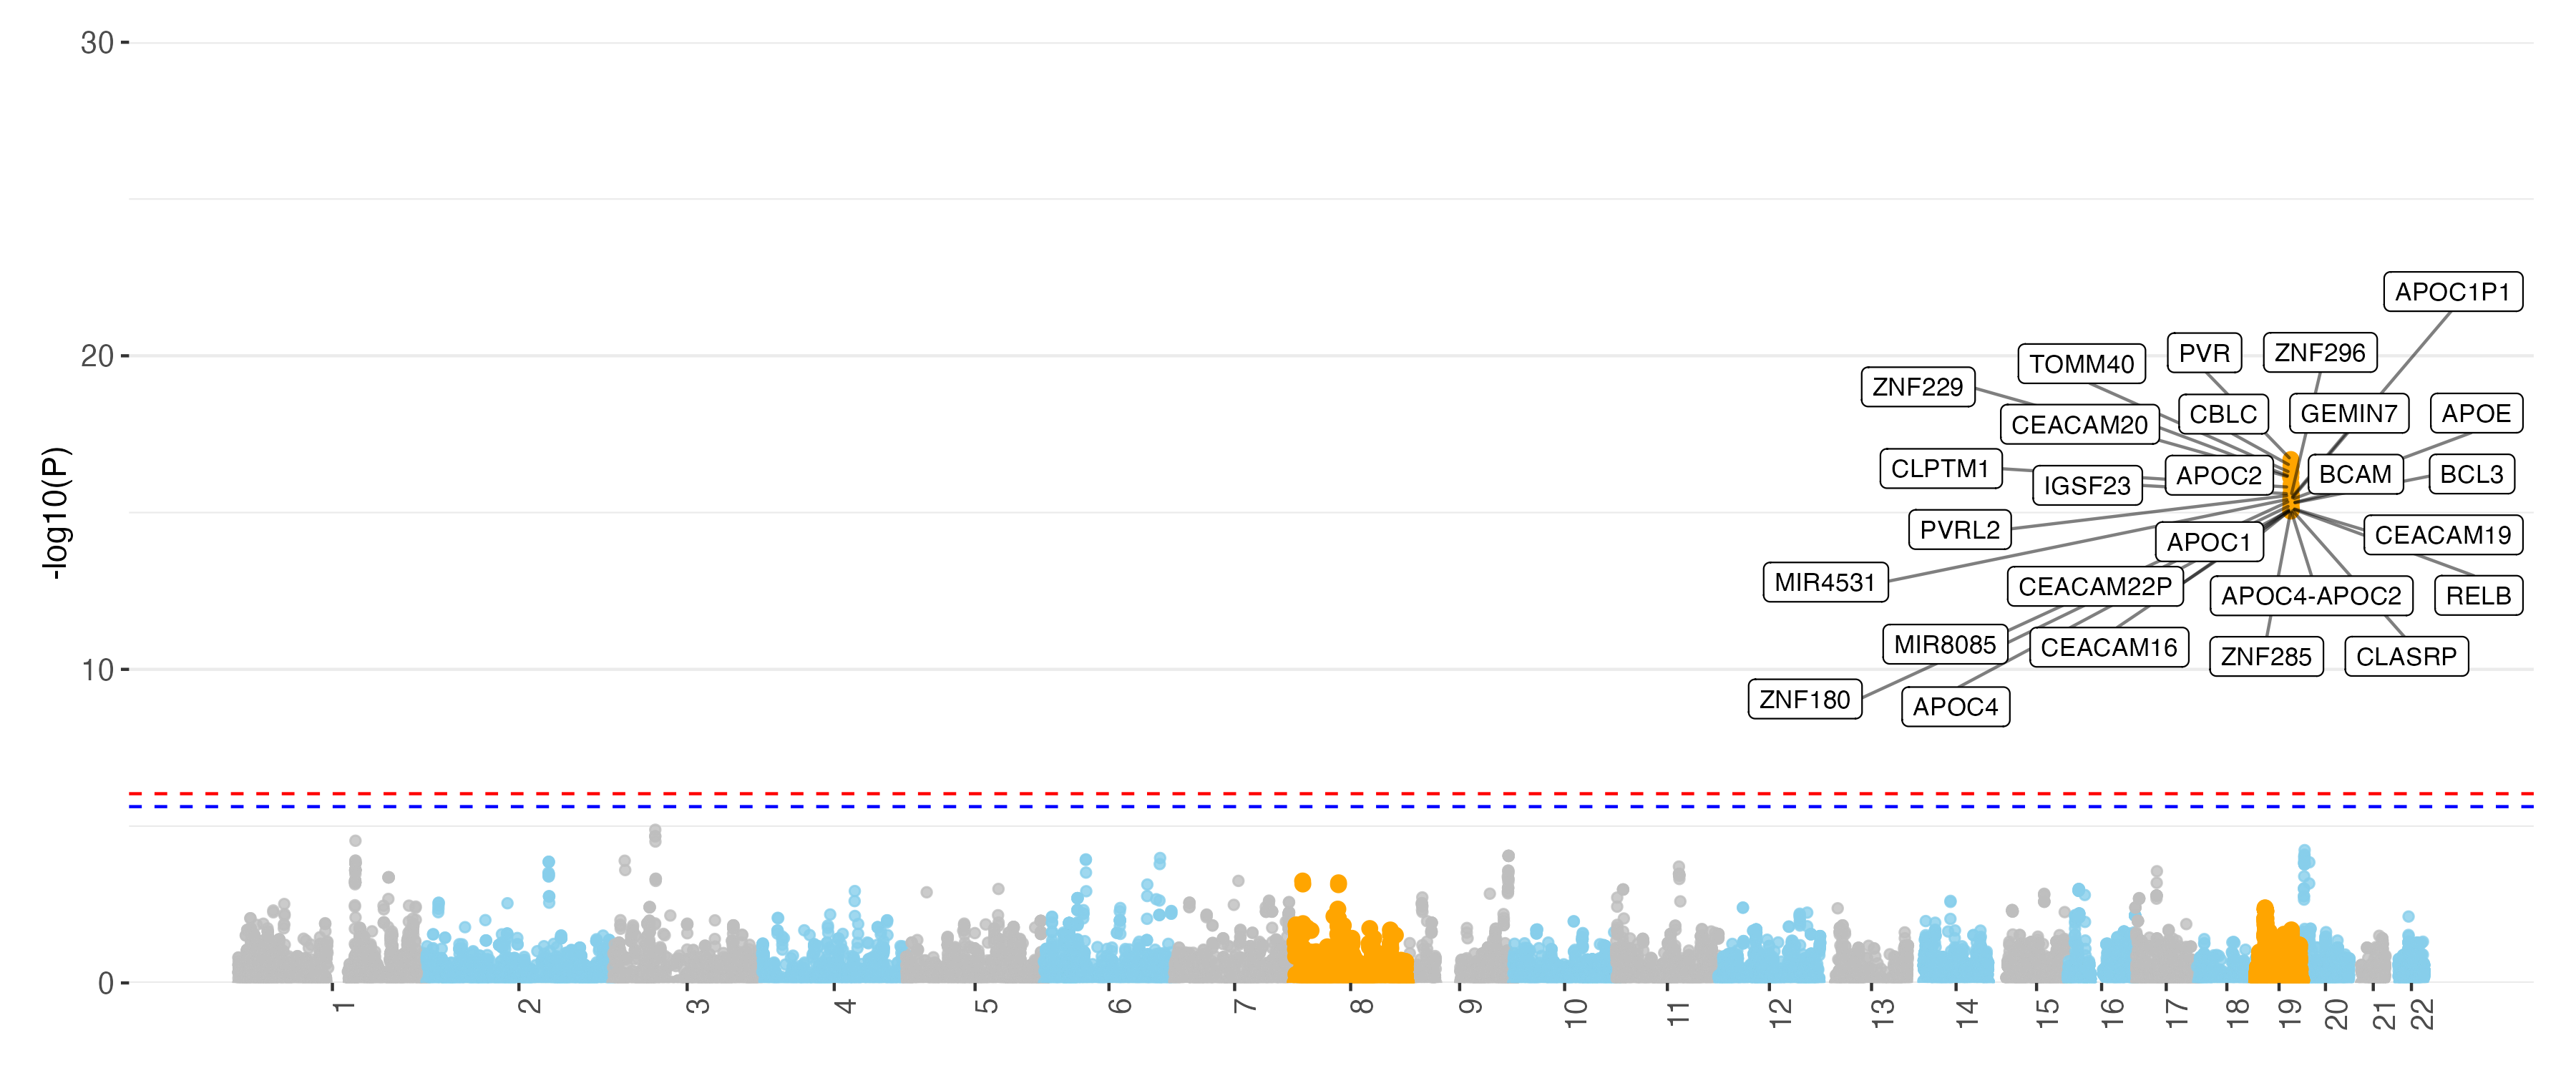 30
20
10
0
-log10(P)
APOC1P1
TOMM40
PVR
ZNF296
ZNF229
CEACAM20
CBLC
GEMIN7
APOE
CLPTM1
IGSF23
APOC2
BCAM
BCL3
PVRL2
APOC1
CEACAM19
MIR4531
CEACAM22P
APOC4-APOC2
RELB
MIR8085
CEACAM16
ZNF285
CLASRP
ZNF180
APOC4
1
2
3
4
5
6
7
8
9
10
11
12
13
14
15
16
17
18
19
20
21
22